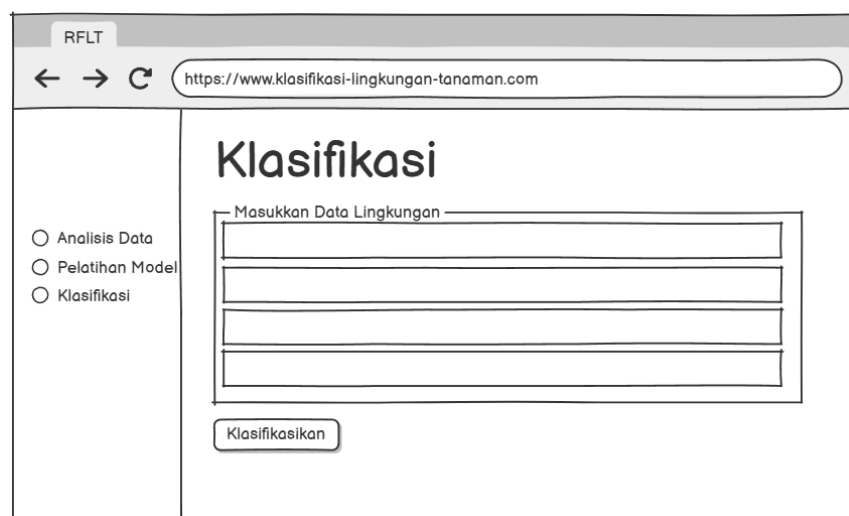 RFLT
https://www.klasifikasi-lingkungan-tanaman.com
Klasifikasi
Masukkan Data Lingkungan
Analisis Data
Pelatihan Model
Klasifikasi
Klasifikasikan